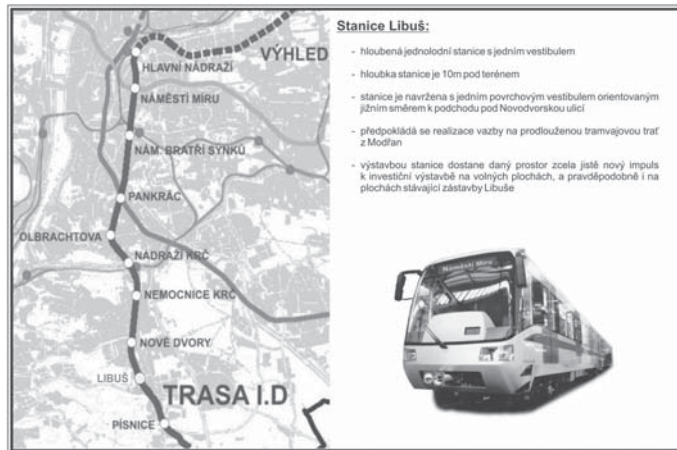 VÝHLED
HLAVNÍ NÁDRAŽÍ
NÁMĚSTÍ MÍRU
NÁM. BRATŘÍ SYNKŮ
PANKRÁC
OLBRACHTOVA
NÁDRAŽÍ KRČ
NEMOCNICE KRČ
NOVÉ DVORY
LIBUŠ
TRASA I.D
PÍSNICE
Stanice Libuš:
- hloubená jednolodní stanice s jedním vestibulem
- hloubka stanice je 10m pod terénem
- stanice je navržena s jedním povrchovým vestibulem orientovaným
jižním směrem k podchodu pod Novodvorskou ulicí
- předpokládá se realizace vazby na prodlouženou tramvajovou trať
z Modřan
- výstavbou stanice dostane daný prostor zcela jistě nový impuls
k investiční výstavbě na volných plochách, a pravděpodobně i na
plochách stávající zástavby Libuše
Náměstí Míru